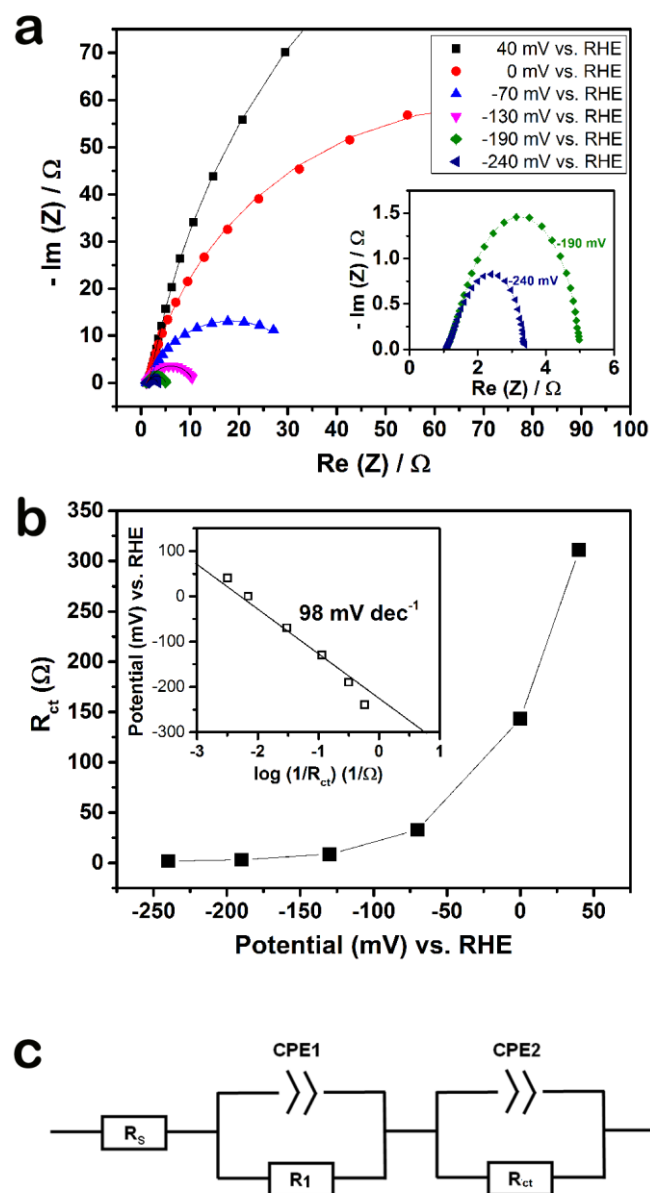 a
40 mV vs. RHE
0 mV vs. RHE
-70 mV vs. RHE
-130 mV vs. RHE
-190 mV vs. RHE
-240 mV vs. RHE
70
60
50
40
30
20
10
0
- Im (Z) / Ω
0 10 20 30 40 50 60 70 80 90 100
Re (Z) / Ω
1.5
1.0
0.5
0.0
- Im (Z) / Ω
-190 mV
-240 mV
0 2 4 6
Re (Z) / Ω
b
350
300
250
200
150
100
50
0
R_ct (Ω)
-250 -200 -150 -100 -50 0 50
Potential (mV) vs. RHE
100
0
-100
-200
-300
Potential (mV) vs. RHE
98 mV dec⁻¹
-3 -2 -1 0 1
log (1/R_ct) (1/Ω)
c
CPE1
CPE2
R_S
R1
R_ct